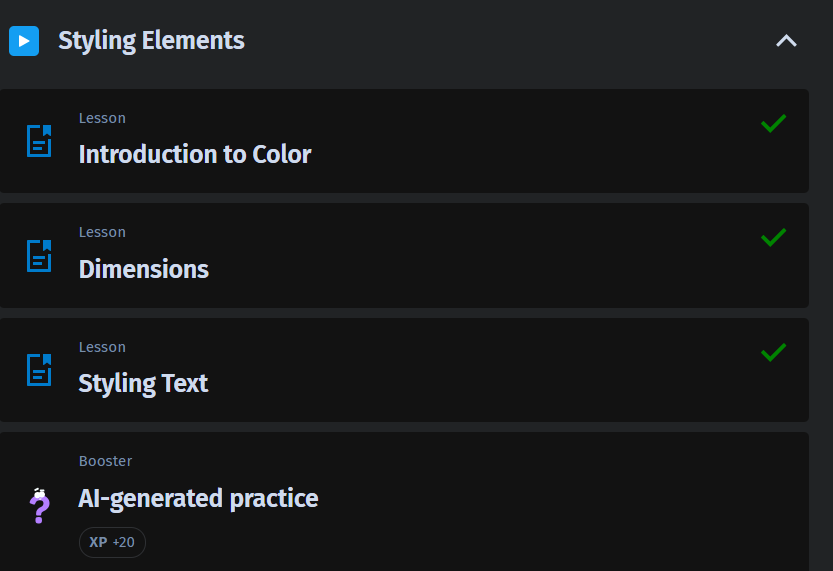 Styling Elements
Lesson
Introduction to Color
Lesson
Dimensions
Lesson
Styling Text
Booster
AI-generated practice
XP +20